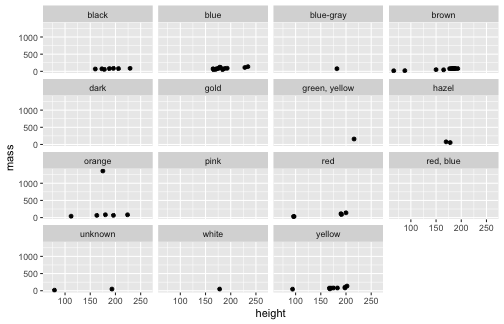 black blue blue-gray brown
1000
500
0
dark gold green, yellow hazel
1000
500
0
mass
orange pink red red, blue
1000
500
0
100 150 200 250
unknown white yellow
1000
500
0
100 150 200 250 100 150 200 250 100 150 200 250
height